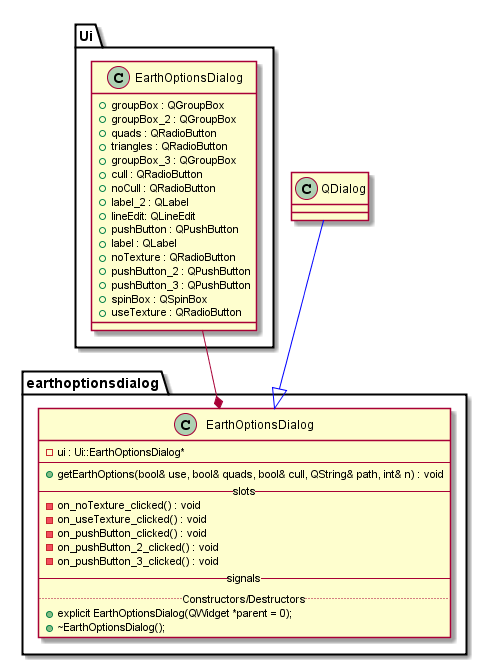 Ui
C EarthOptionsDialog
groupBox : QGroupBox
groupBox_2 : QGroupBox
quads : QRadioButton
triangles : QRadioButton
groupBox_3 : QGroupBox
cull : QRadioButton
noCull : QRadioButton
label_2 : QLabel
lineEdit: QLineEdit
pushButton : QPushButton
label : QLabel
noTexture : QRadioButton
pushButton_2 : QPushButton
pushButton_3 : QPushButton
spinBox : QSpinBox
useTexture : QRadioButton
C QDialog
earthoptionsdialog
C EarthOptionsDialog
ui : Ui::EarthOptionsDialog*
getEarthOptions(bool& use, bool& quads, bool& cull, QString& path, int& n) : void
slots
on_noTexture_clicked() : void
on_useTexture_clicked() : void
on_pushButton_clicked() : void
on_pushButton_2_clicked() : void
on_pushButton_3_clicked() : void
signals
Constructors/Destructors
explicit EarthOptionsDialog(QWidget *parent = 0);
~EarthOptionsDialog();